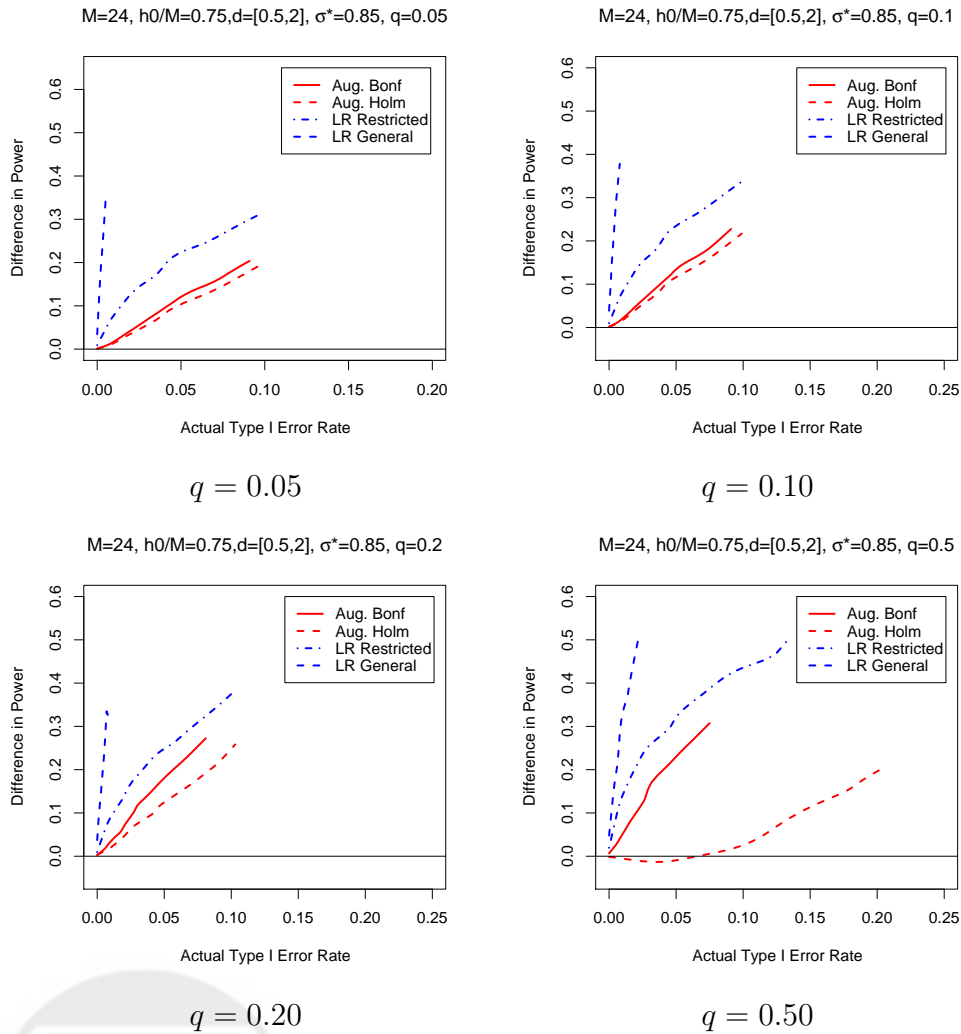 M=24, h0/M=0.75,d=[0.5,2], σ*=0.85, q=0.05
Difference in Power
0.6
0.5
0.4
0.3
0.2
0.1
0.0
Aug. Bonf
Aug. Holm
LR Restricted
LR General
0.00 0.05 0.10 0.15 0.20
Actual Type I Error Rate
q = 0.05
M=24, h0/M=0.75,d=[0.5,2], σ*=0.85, q=0.1
Difference in Power
0.6
0.5
0.4
0.3
0.2
0.1
0.0
Aug. Bonf
Aug. Holm
LR Restricted
LR General
0.00 0.05 0.10 0.15 0.20 0.25
Actual Type I Error Rate
q = 0.10
M=24, h0/M=0.75,d=[0.5,2], σ*=0.85, q=0.2
Difference in Power
0.6
0.5
0.4
0.3
0.2
0.1
0.0
Aug. Bonf
Aug. Holm
LR Restricted
LR General
0.00 0.05 0.10 0.15 0.20 0.25
Actual Type I Error Rate
q = 0.20
M=24, h0/M=0.75,d=[0.5,2], σ*=0.85, q=0.5
Difference in Power
0.6
0.5
0.4
0.3
0.2
0.1
0.0
Aug. Bonf
Aug. Holm
LR Restricted
LR General
0.00 0.05 0.10 0.15 0.20 0.25
Actual Type I Error Rate
q = 0.50